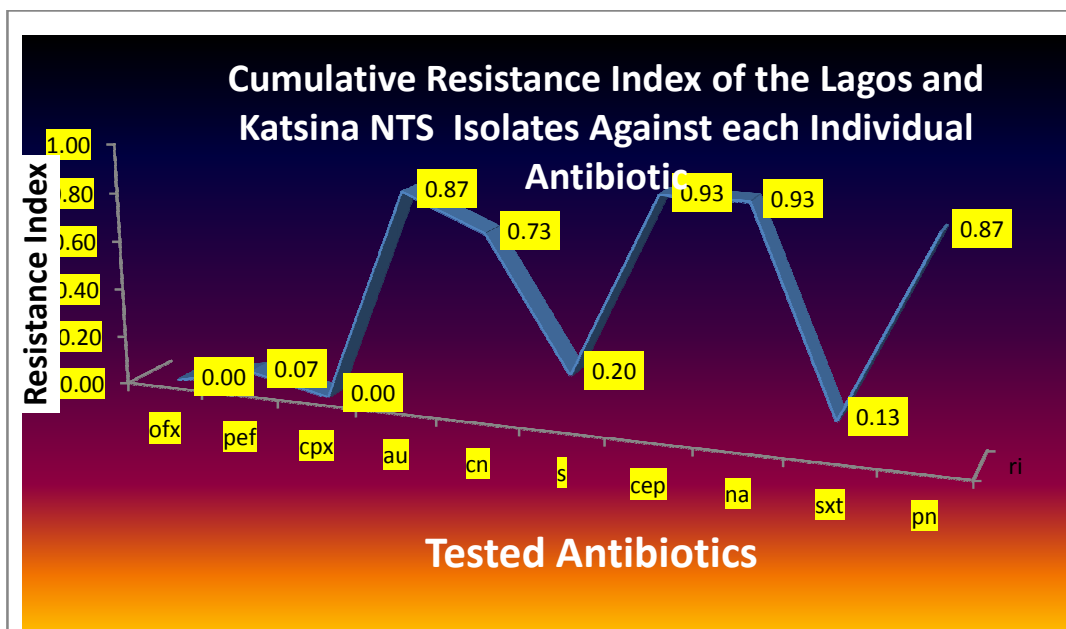 Cumulative Resistance Index of the Lagos and
Katsina NTS Isolates Against each Individual
Antibiotic
Resistance Index
1.00
0.80
0.60
0.40
0.20
0.00
0.00
0.07
0.00
0.87
0.73
0.20
0.93
0.93
0.13
0.87
ofx
pef
cpx
au
cn
s
cep
na
sxt
pn
ri
Tested Antibiotics